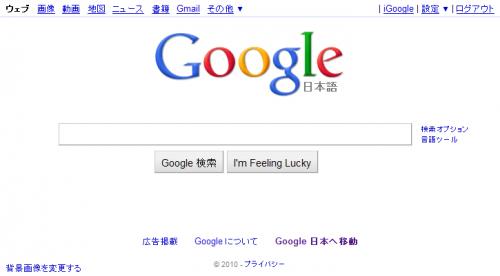 ウェブ 画像 動画 地図 ニュース 書籍 Gmail その他 ▼ | iGoogle | 設定 ▼ | ログアウト
Google
日本語
検索オプション
言語ツール
Google 検索 I'm Feeling Lucky
広告掲載 Google について Google 日本へ移動
© 2010 - プライバシー
背景画像を変更する